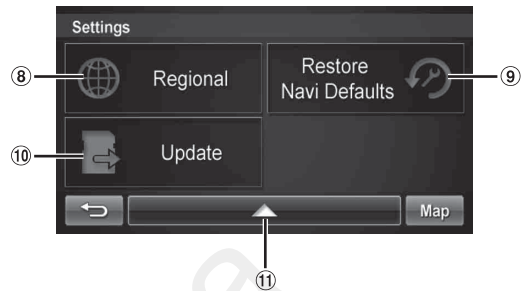 Settings
⑧
Regional
Restore
Navi Defaults
⑨
⑩
Update
Map
⑪